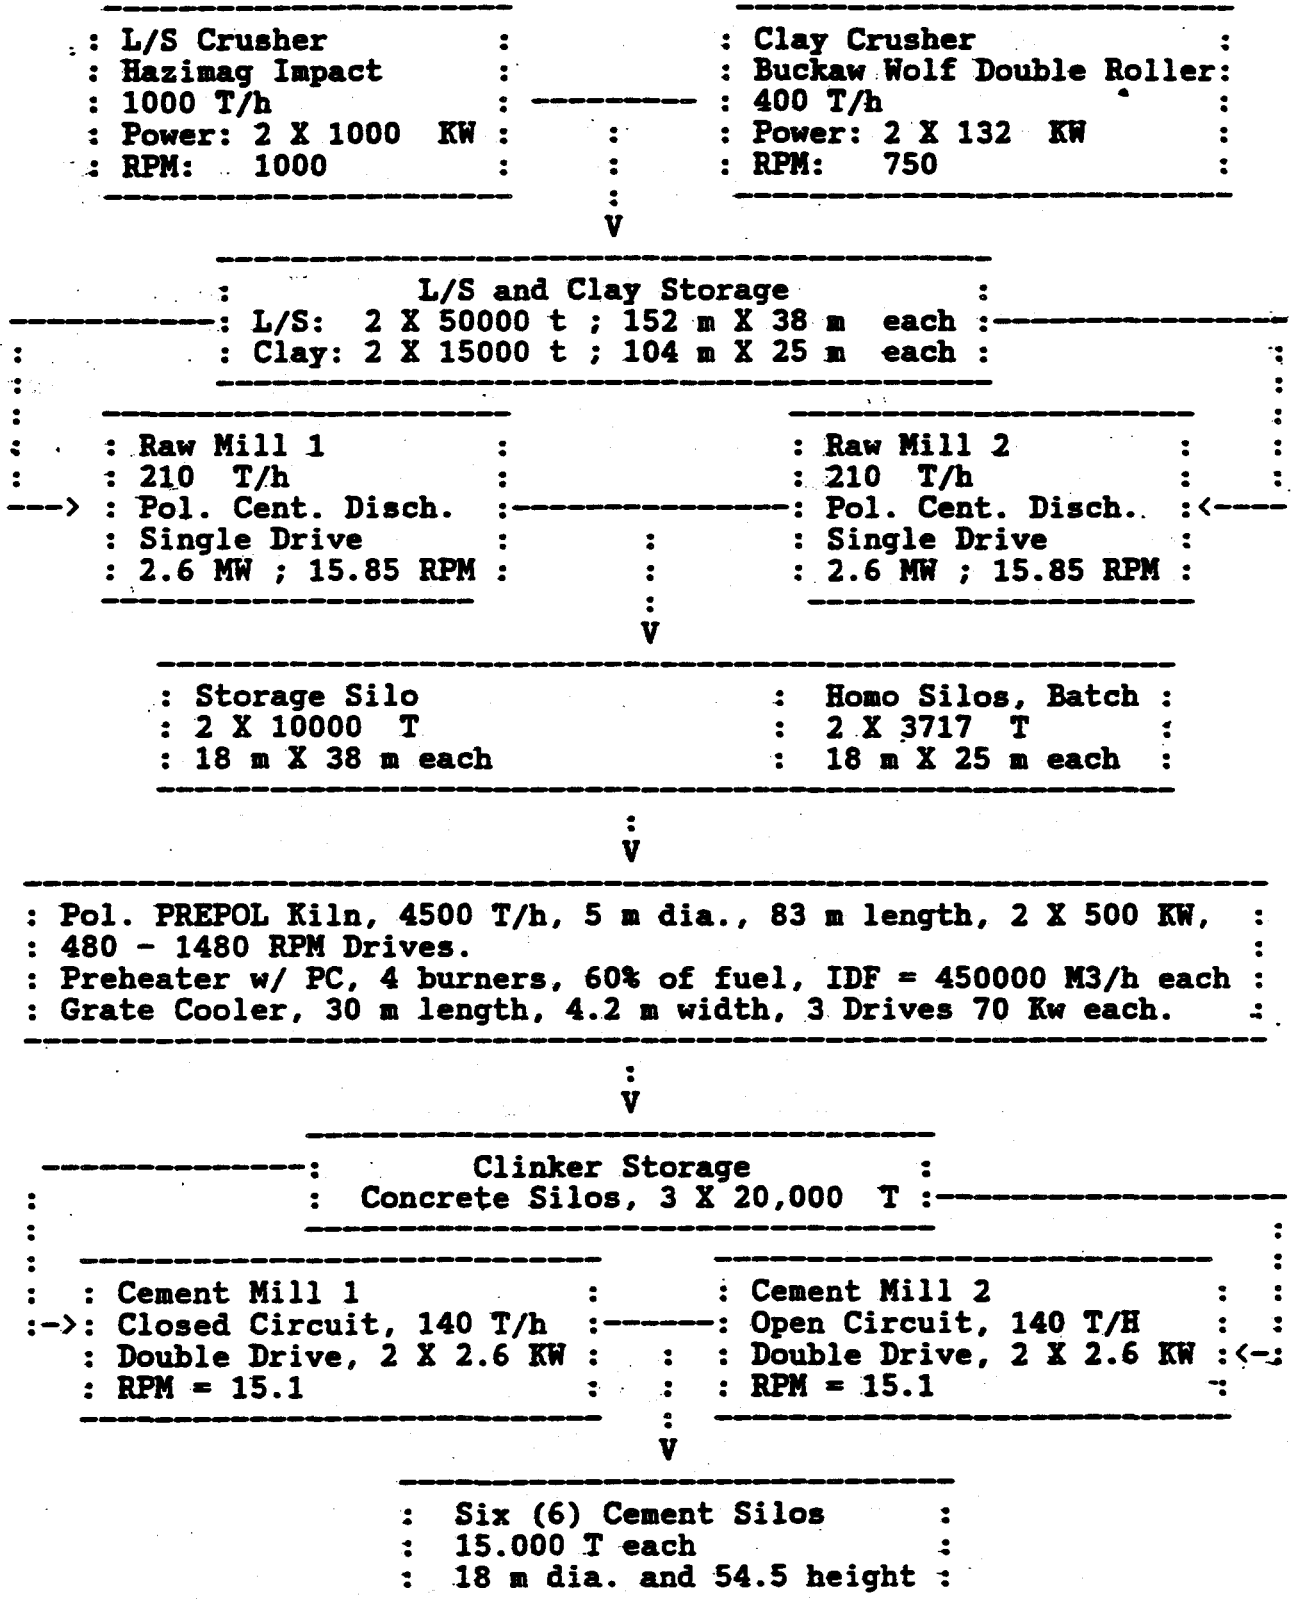 L/S Crusher
Hazimag Impact
1000 T/h
Power: 2 X 1000 KW
RPM: 1000
Clay Crusher
Buckaw Wolf Double Roller
400 T/h
Power: 2 X 132 KW
RPM: 750
V
L/S and Clay Storage
L/S: 2 X 50000 t ; 152 m X 38 m each
Clay: 2 X 15000 t ; 104 m X 25 m each
Raw Mill 1
210 T/h
Pol. Cent. Disch.
Single Drive
2.6 MW ; 15.85 RPM
Raw Mill 2
210 T/h
Pol. Cent. Disch.
Single Drive
2.6 MW ; 15.85 RPM
V
Storage Silo
2 X 10000 T
18 m X 38 m each
Homo Silos, Batch
2 X 3717 T
18 m X 25 m each
V
Pol. PREPOL Kiln, 4500 T/h, 5 m dia., 83 m length, 2 X 500 KW,
480 - 1480 RPM Drives.
Preheater w/ PC, 4 burners, 60% of fuel, IDF = 450000 M3/h each
Grate Cooler, 30 m length, 4.2 m width, 3 Drives 70 Kw each.
V
Clinker Storage
Concrete Silos, 3 X 20,000 T
Cement Mill 1
Closed Circuit, 140 T/h
Double Drive, 2 X 2.6 KW
RPM = 15.1
Cement Mill 2
Open Circuit, 140 T/H
Double Drive, 2 X 2.6 KW
RPM = 15.1
V
Six (6) Cement Silos
15.000 T each
18 m dia. and 54.5 height